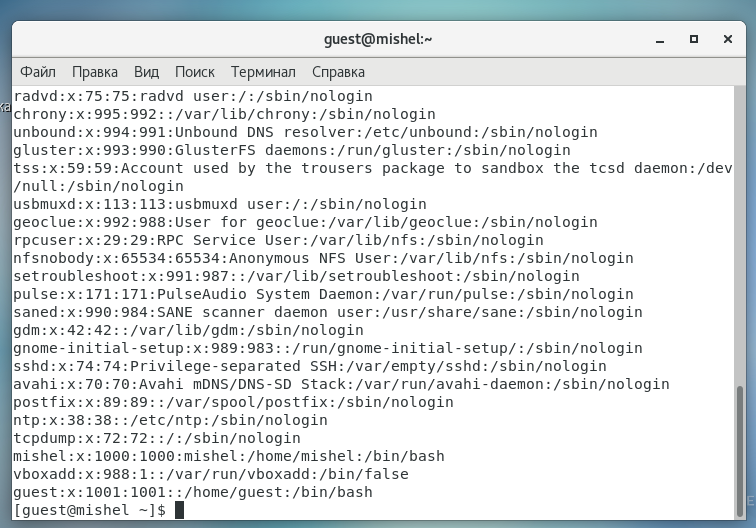 guest@mishel:~
Файл Правка Вид Поиск Терминал Справка
radvd:x:75:75:radvd user:/:/sbin/nologin
chrony:x:995:992::/var/lib/chrony:/sbin/nologin
unbound:x:994:991:Unbound DNS resolver:/etc/unbound:/sbin/nologin
gluster:x:993:990:GlusterFS daemons:/run/gluster:/sbin/nologin
tss:x:59:59:Account used by the trousers package to sandbox the tcsd daemon:/dev
/null:/sbin/nologin
usbmuxd:x:113:113:usbmuxd user:/:/sbin/nologin
geoclue:x:992:988:User for geoclue:/var/lib/geoclue:/sbin/nologin
rpcuser:x:29:29:RPC Service User:/var/lib/nfs:/sbin/nologin
nfsnobody:x:65534:65534:Anonymous NFS User:/var/lib/nfs:/sbin/nologin
setroubleshoot:x:991:987::/var/lib/setroubleshoot:/sbin/nologin
pulse:x:171:171:PulseAudio System Daemon:/var/run/pulse:/sbin/nologin
saned:x:990:984:SANE scanner daemon user:/usr/share/sane:/sbin/nologin
gdm:x:42:42::/var/lib/gdm:/sbin/nologin
gnome-initial-setup:x:989:983::/run/gnome-initial-setup/:/sbin/nologin
sshd:x:74:74:Privilege-separated SSH:/var/empty/sshd:/sbin/nologin
avahi:x:70:70:Avahi mDNS/DNS-SD Stack:/var/run/avahi-daemon:/sbin/nologin
postfix:x:89:89::/var/spool/postfix:/sbin/nologin
ntp:x:38:38::/etc/ntp:/sbin/nologin
tcpdump:x:72:72::/:/sbin/nologin
mishel:x:1000:1000:mishel:/home/mishel:/bin/bash
vboxadd:x:988:1::/var/run/vboxadd:/bin/false
guest:x:1001:1001::/home/guest:/bin/bash
[guest@mishel ~]$